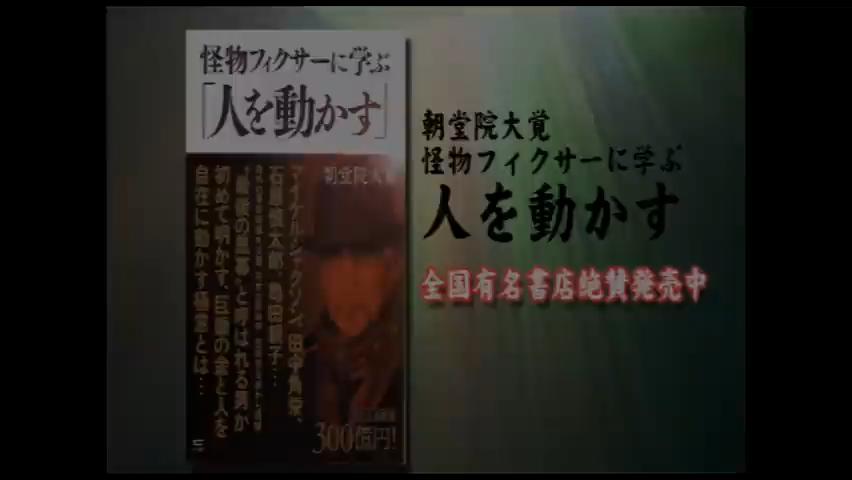 怪物フィクサーに学ぶ
「人を動かす」
朝堂院大覚
マイケルジャクソン、田中角栄、
石原慎太郎、亀田親子…
"最後の黒幕"と呼ばれる男が
初めて明かす、巨額の金と人を
自在に動かす極意とは…
300億円!
朝堂院大覚
怪物フィクサーに学ぶ
人を動かす
全国有名書店絶賛発売中